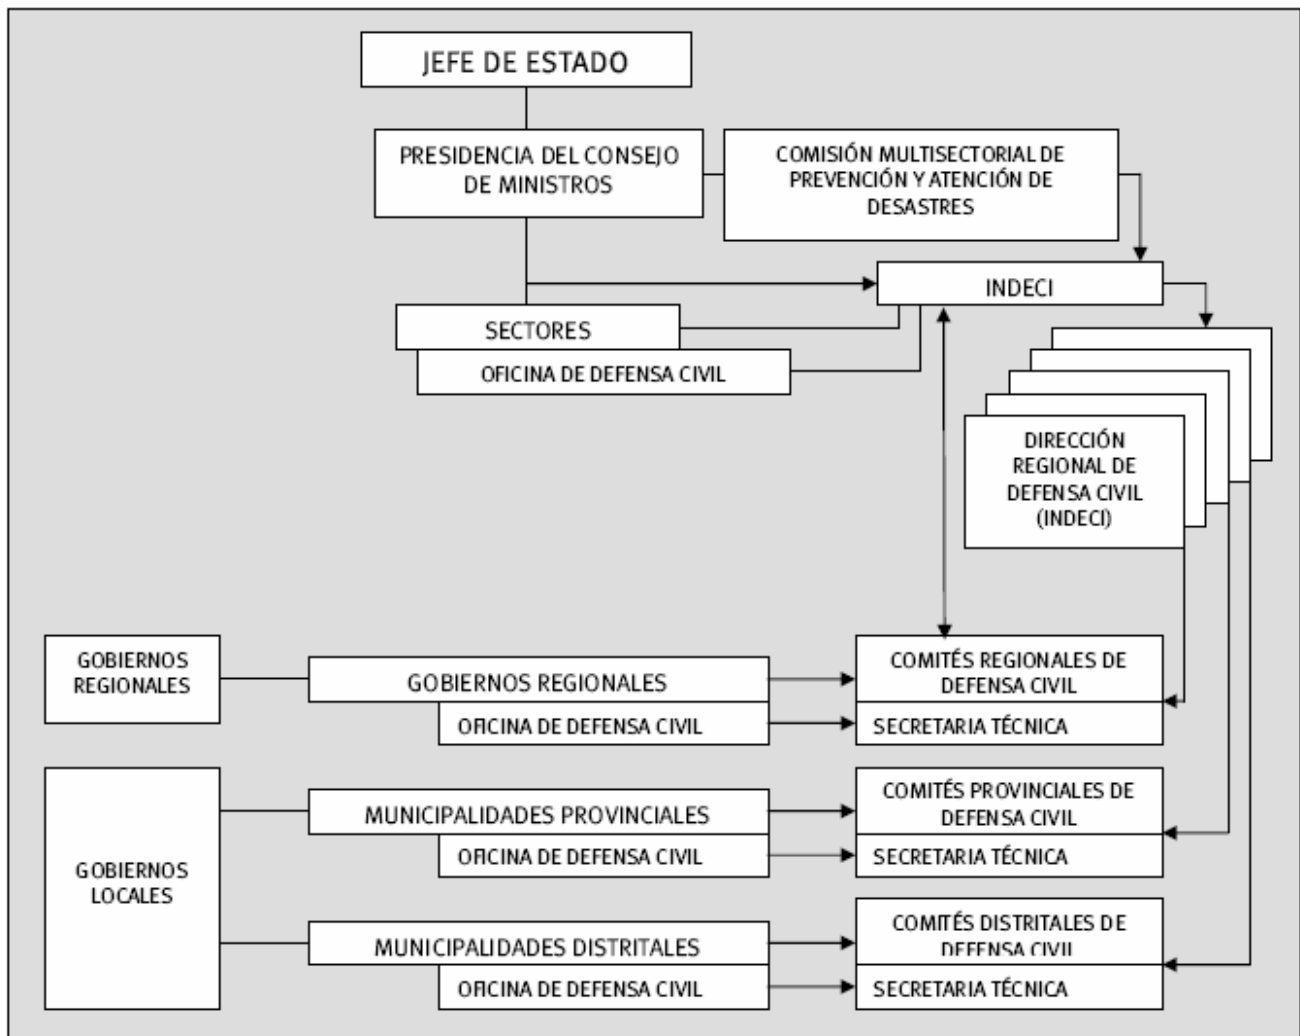 JEFE DE ESTADO
PRESIDENCIA DEL CONSEJO
DE MINISTROS
COMISIÓN MULTISECTORIAL DE
PREVENCIÓN Y ATENCIÓN DE
DESASTRES
INDECI
SECTORES
OFICINA DE DEFENSA CIVIL
DIRECCIÓN
REGIONAL DE
DEFENSA CIVIL
(INDECI)
GOBIERNOS
REGIONALES
GOBIERNOS REGIONALES
OFICINA DE DEFENSA CIVIL
COMITÉS REGIONALES DE
DEFENSA CIVIL
SECRETARIA TÉCNICA
GOBIERNOS
LOCALES
MUNICIPALIDADES PROVINCIALES
OFICINA DE DEFENSA CIVIL
COMITÉS PROVINCIALES DE
DEFENSA CIVIL
SECRETARIA TÉCNICA
MUNICIPALIDADES DISTRITALES
OFICINA DE DEFENSA CIVIL
COMITÉS DISTRITALES DE
DEFENSA CIVIL
SECRETARIA TÉCNICA